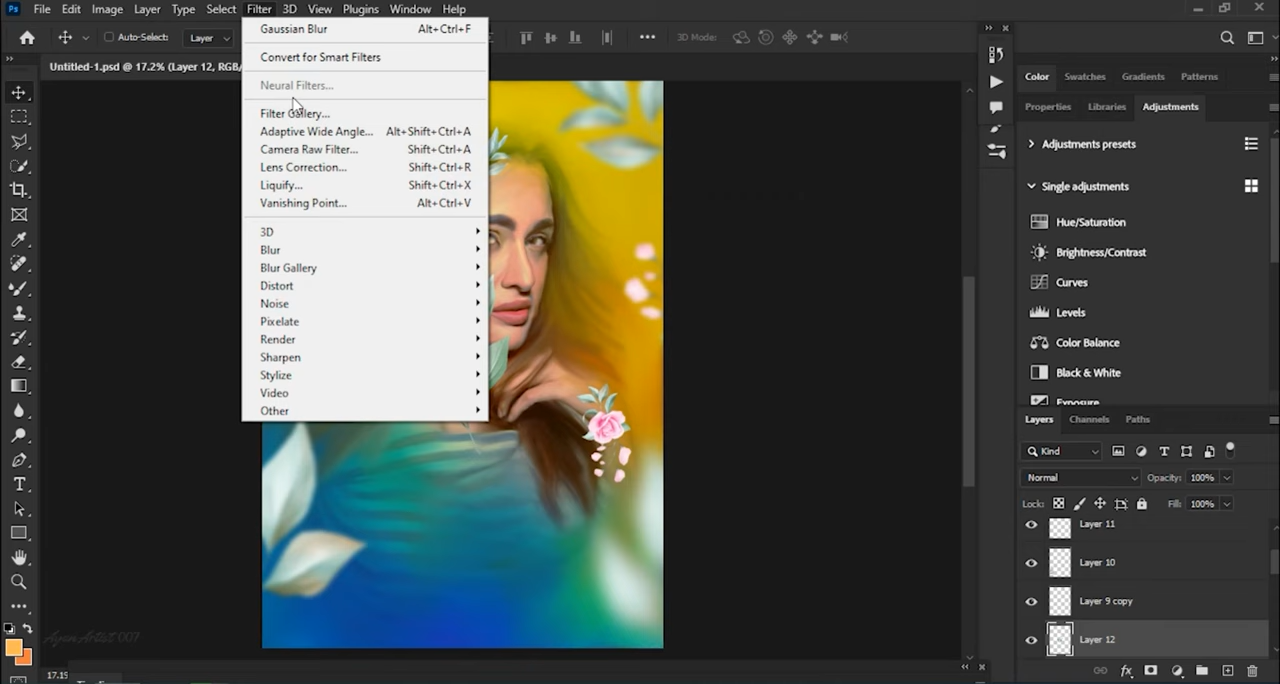 Ps File Edit Image Layer Type Select Filter 3D View Plugins Window Help
Auto-Select: Layer 3D Mode:
Untitled-1.psd @ 17.2% (Layer 12, RGB/
Gaussian Blur Alt+Ctrl+F
Convert for Smart Filters
Neural Filters...
Filter Gallery...
Adaptive Wide Angle... Alt+Shift+Ctrl+A
Camera Raw Filter... Shift+Ctrl+A
Lens Correction... Shift+Ctrl+R
Liquify... Shift+Ctrl+X
Vanishing Point... Alt+Ctrl+V
3D
Blur
Blur Gallery
Distort
Noise
Pixelate
Render
Sharpen
Stylize
Video
Other
Color Swatches Gradients Patterns
Properties Libraries Adjustments
Adjustments presets
Single adjustments
Hue/Saturation
Brightness/Contrast
Curves
Levels
Color Balance
Black & White
Exposure
Layers Channels Paths
Kind
Normal Opacity: 100%
Lock: Fill: 100%
Layer 11
Layer 10
Layer 9 copy
Layer 12
fx
Ayan Artist 007